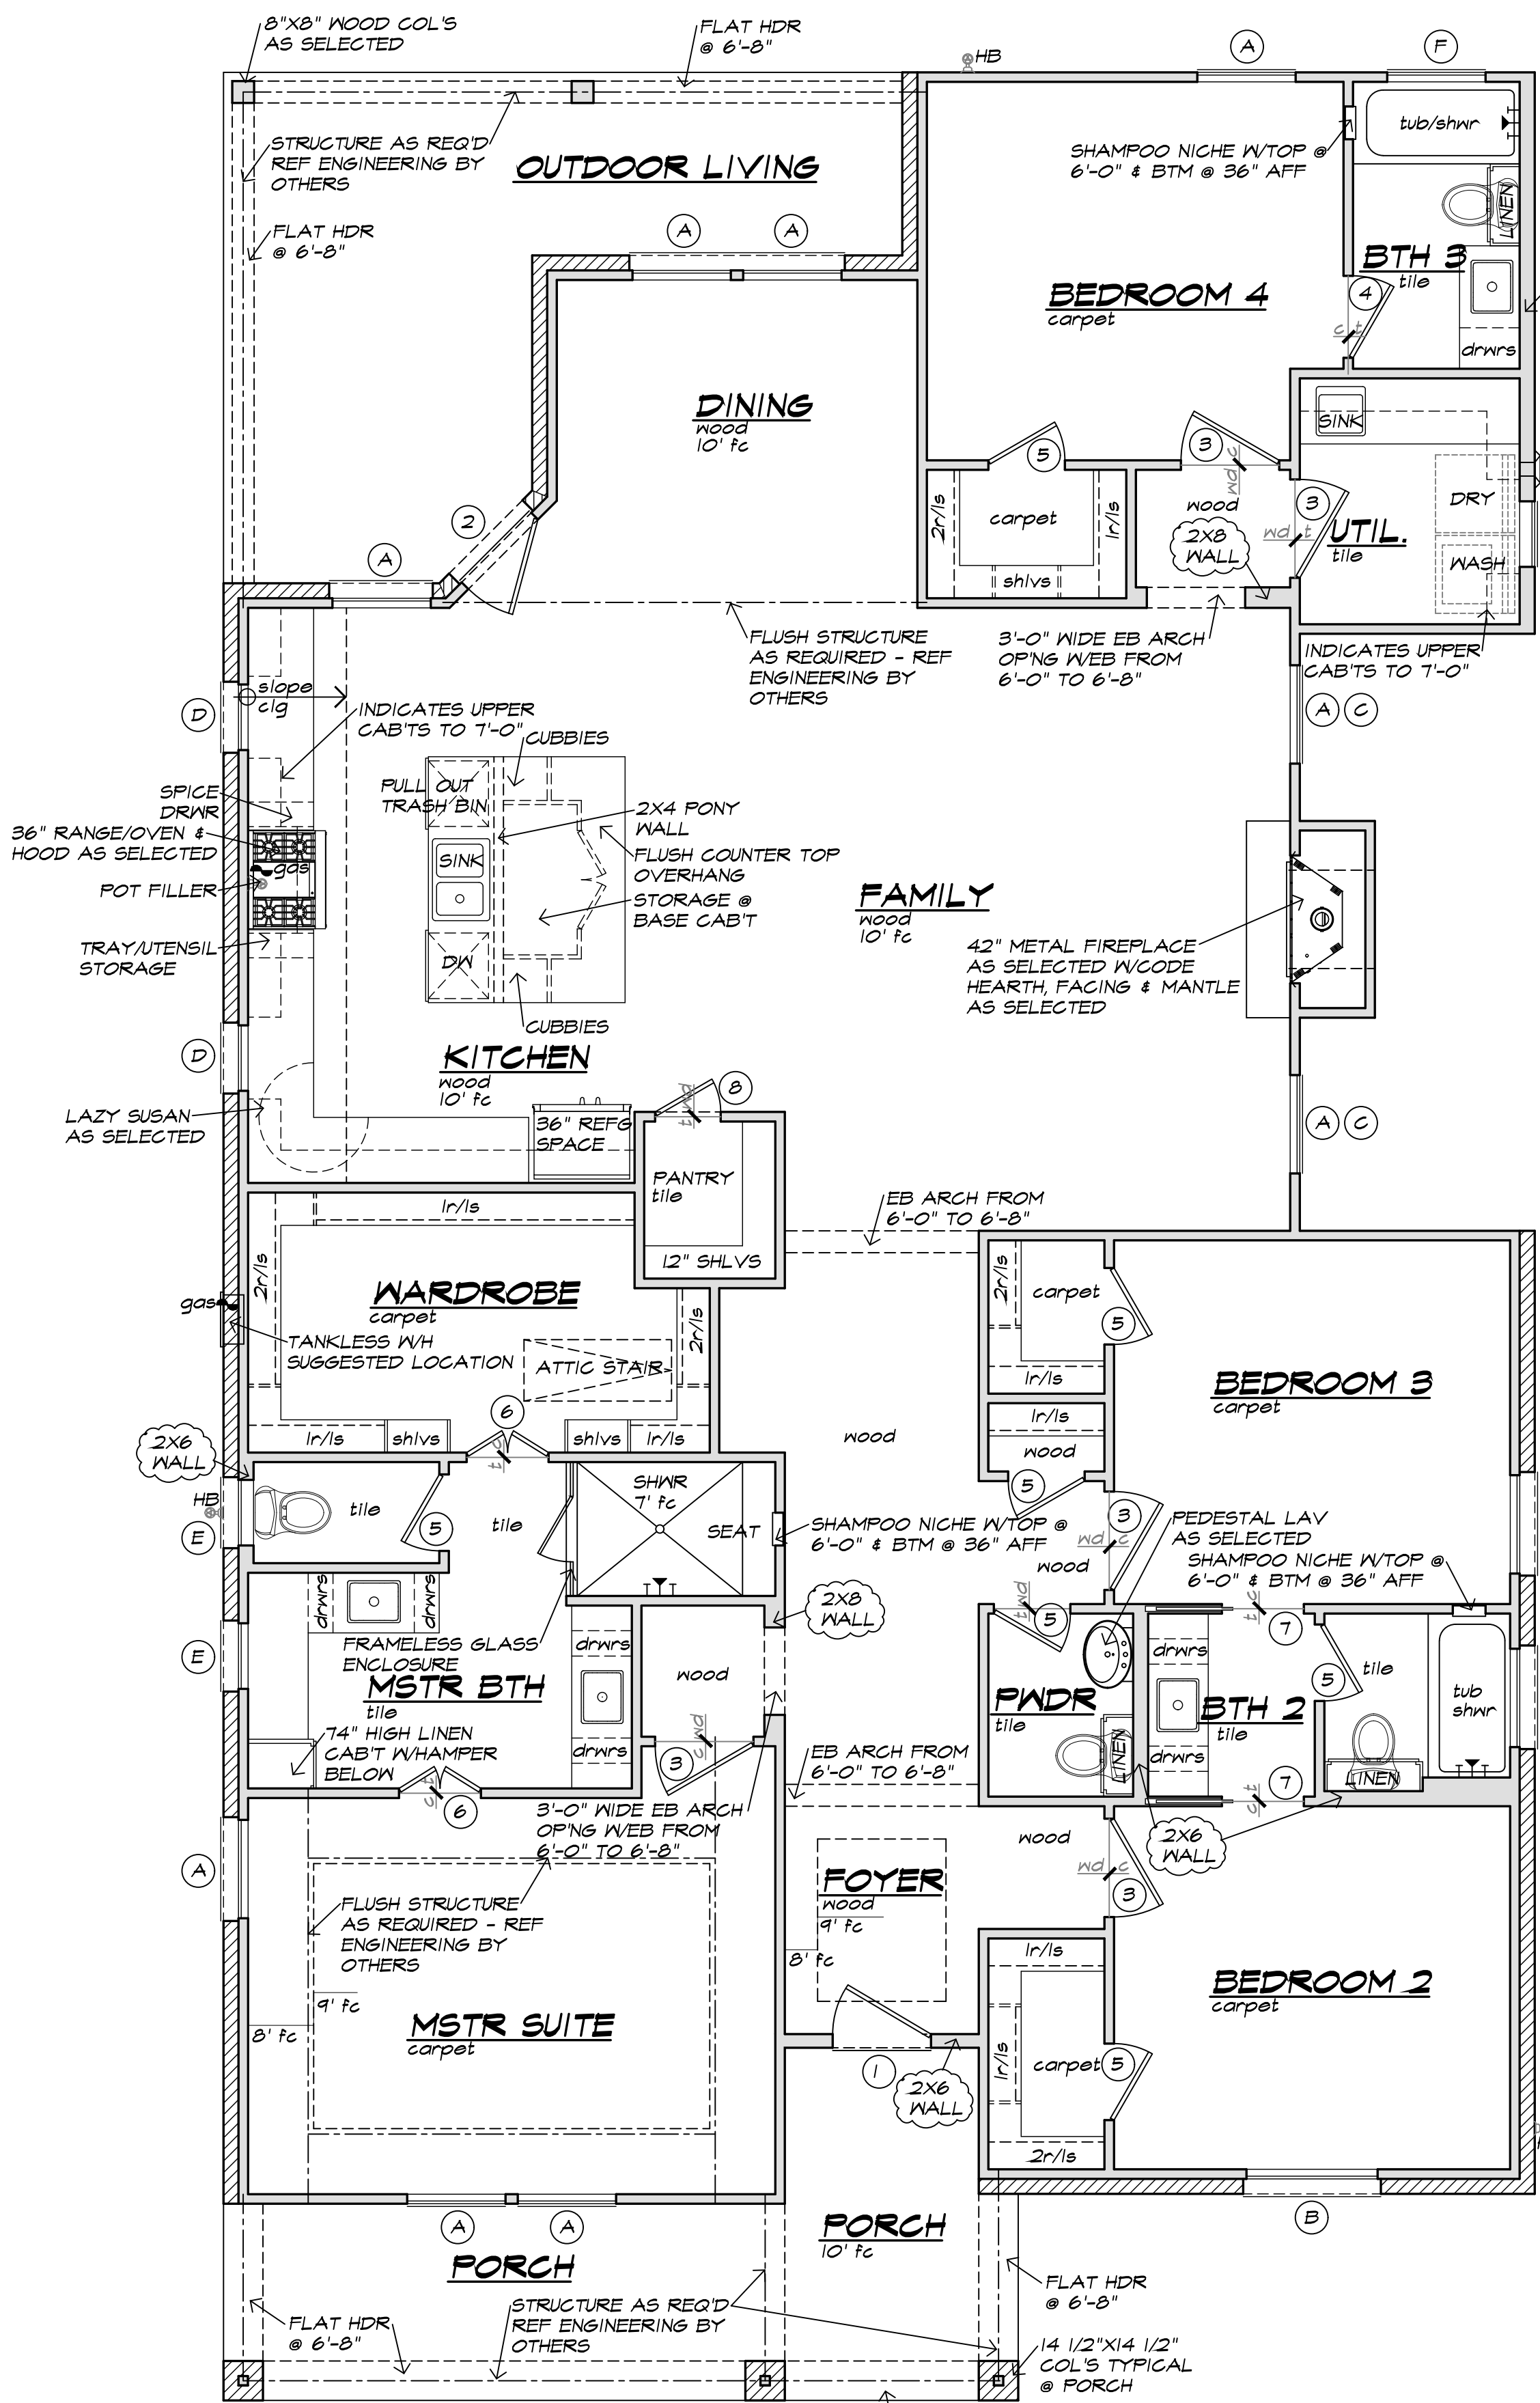 8"X8" WOOD COL'S
AS SELECTED
FLAT HDR
@ 6'-8"
HB
A
F
STRUCTURE AS REQ'D
REF ENGINEERING BY
OTHERS
OUTDOOR LIVING
SHAMPOO NICHE W/TOP @
6'-0" & BTM @ 36" AFF
tub/shwr
LINEN
FLAT HDR
@ 6'-8"
A
A
BTH 3
tile
BEDROOM 4
carpet
4
c t
drwrs
DINING
wood
10' fc
SINK
5
3
wd c
2r/ls
carpet
1r/ls
shlvs
wood
3
wd t
UTIL.
tile
DRY
WASH
2X8
WALL
2
A
FLUSH STRUCTURE
AS REQUIRED - REF
ENGINEERING BY
OTHERS
3'-0" WIDE EB ARCH
OP'NG W/EB FROM
6'-0" TO 6'-8"
INDICATES UPPER
CAB'TS TO 7'-0"
D
slope
clg
INDICATES UPPER
CAB'TS TO 7'-0"
A
C
CUBBIES
PULL OUT
TRASH BIN
SPICE
DRWR
36" RANGE/OVEN &
HOOD AS SELECTED
gas
POT FILLER
TRAY/UTENSIL
STORAGE
2X4 PONY
WALL
SINK
FLUSH COUNTER TOP
OVERHANG
STORAGE @
BASE CAB'T
DW
CUBBIES
FAMILY
wood
10' fc
42" METAL FIREPLACE
AS SELECTED W/CODE
HEARTH, FACING & MANTLE
AS SELECTED
D
KITCHEN
wood
10' fc
LAZY SUSAN
AS SELECTED
36" REFG
SPACE
t wd
8
A
C
PANTRY
tile
12" SHLVS
EB ARCH FROM
6'-0" TO 6'-8"
1r/ls
2r/ls
WARDROBE
carpet
gas
TANKLESS W/H
SUGGESTED LOCATION
ATTIC STAIR
2r/ls
1r/ls
shlvs
6
c t
shlvs
1r/ls
2r/ls
carpet
5
1r/ls
BEDROOM 3
carpet
wood
1r/ls
wood
5
2X6
WALL
HB
E
tile
5
tile
SHWR
7' fc
SEAT
SHAMPOO NICHE W/TOP @
6'-0" & BTM @ 36" AFF
3
wd c
wood
PEDESTAL LAV
AS SELECTED
SHAMPOO NICHE W/TOP @
6'-0" & BTM @ 36" AFF
drwrs
drwrs
E
FRAMELESS GLASS
ENCLOSURE
MSTR BTH
tile
74" HIGH LINEN
CAB'T W/HAMPER
BELOW
drwrs
drwrs
2X8
WALL
wood
c wd
3
t wd
5
PWDR
tile
LINEN
t c
7
drwrs
BTH 2
tile
drwrs
5
tile
LINEN
tub
shwr
c t
6
EB ARCH FROM
6'-0" TO 6'-8"
3'-0" WIDE EB ARCH
OP'NG W/EB FROM
6'-0" TO 6'-8"
c t
7
2X6
WALL
A
FLUSH STRUCTURE
AS REQUIRED - REF
ENGINEERING BY
OTHERS
FOYER
wood
9' fc
8' fc
wood
wd c
3
9' fc
8' fc
MSTR SUITE
carpet
1r/ls
1r/ls
carpet
5
2r/ls
BEDROOM 2
carpet
1
2X6
WALL
A
A
B
PORCH
10' fc
PORCH
FLAT HDR
@ 6'-8"
STRUCTURE AS REQ'D
REF ENGINEERING BY
OTHERS
FLAT HDR
@ 6'-8"
14 1/2"X14 1/2"
COL'S TYPICAL
@ PORCH